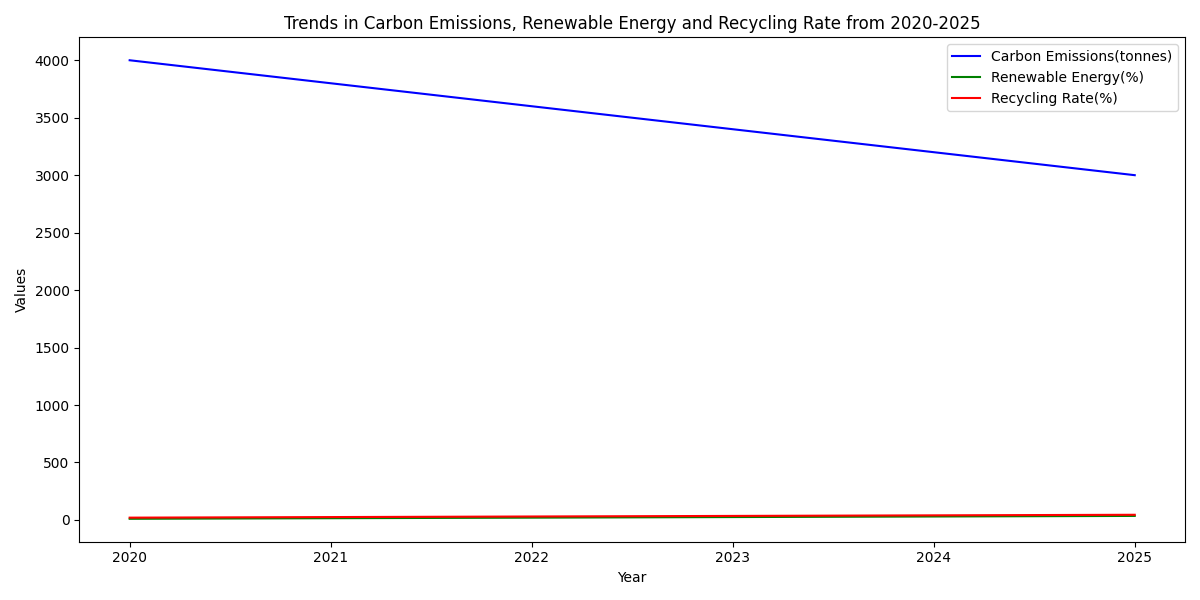 Trends in Carbon Emissions, Renewable Energy and Recycling Rate from 2020-2025
Carbon Emissions(tonnes)
Renewable Energy(%)
Recycling Rate(%)
Values
4000
3500
3000
2500
2000
1500
1000
500
0
2020 2021 2022 2023 2024 2025
Year